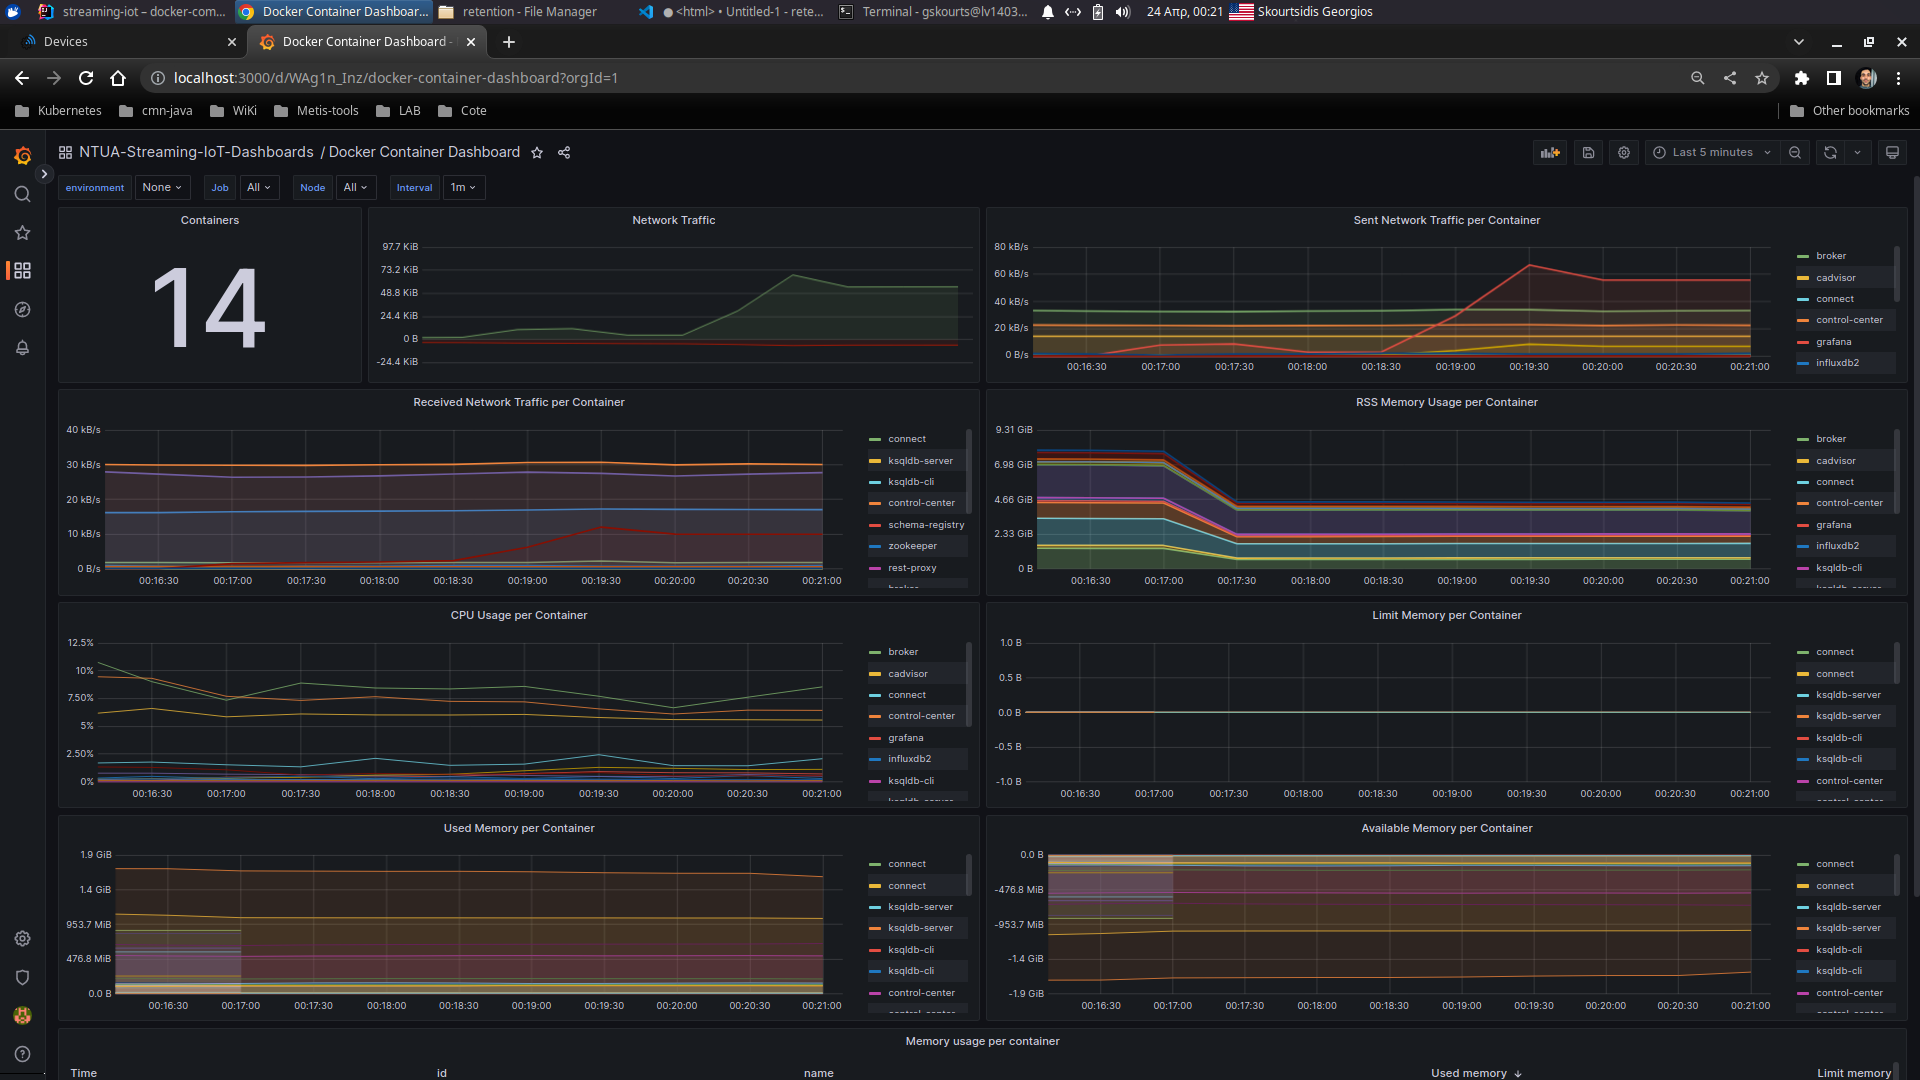 streaming-iot – docker-com...
Docker Container Dashboar...
retention - File Manager
● <html> • Untitled-1 - rete...
Terminal - gskourts@lv1403...
24 Απρ, 00:21
Skourtsidis Georgios
Devices
Docker Container Dashboard -
localhost:3000/d/WAg1n_Inz/docker-container-dashboard?orgId=1
Kubernetes
cmn-java
WiKi
Metis-tools
LAB
Cote
Other bookmarks
NTUA-Streaming-IoT-Dashboards / Docker Container Dashboard
Last 5 minutes
environment None
Job All
Node All
Interval 1m
Containers
14
Network Traffic
97.7 KiB
73.2 KiB
48.8 KiB
24.4 KiB
0 B
-24.4 KiB
Sent Network Traffic per Container
80 kB/s
60 kB/s
40 kB/s
20 kB/s
0 B/s
00:16:30 00:17:00 00:17:30 00:18:00 00:18:30 00:19:00 00:19:30 00:20:00 00:20:30 00:21:00
broker
cadvisor
connect
control-center
grafana
influxdb2
Received Network Traffic per Container
40 kB/s
30 kB/s
20 kB/s
10 kB/s
0 B/s
00:16:30 00:17:00 00:17:30 00:18:00 00:18:30 00:19:00 00:19:30 00:20:00 00:20:30 00:21:00
connect
ksqldb-server
ksqldb-cli
control-center
schema-registry
zookeeper
rest-proxy
RSS Memory Usage per Container
9.31 GiB
6.98 GiB
4.66 GiB
2.33 GiB
0 B
00:16:30 00:17:00 00:17:30 00:18:00 00:18:30 00:19:00 00:19:30 00:20:00 00:20:30 00:21:00
broker
cadvisor
connect
control-center
grafana
influxdb2
ksqldb-cli
CPU Usage per Container
12.5%
10%
7.50%
5%
2.50%
0%
00:16:30 00:17:00 00:17:30 00:18:00 00:18:30 00:19:00 00:19:30 00:20:00 00:20:30 00:21:00
broker
cadvisor
connect
control-center
grafana
influxdb2
ksqldb-cli
Limit Memory per Container
1.0 B
0.5 B
0.0 B
-0.5 B
-1.0 B
00:16:30 00:17:00 00:17:30 00:18:00 00:18:30 00:19:00 00:19:30 00:20:00 00:20:30 00:21:00
connect
connect
ksqldb-server
ksqldb-server
ksqldb-cli
ksqldb-cli
control-center
Used Memory per Container
1.9 GiB
1.4 GiB
953.7 MiB
476.8 MiB
0.0 B
00:16:30 00:17:00 00:17:30 00:18:00 00:18:30 00:19:00 00:19:30 00:20:00 00:20:30 00:21:00
connect
connect
ksqldb-server
ksqldb-server
ksqldb-cli
ksqldb-cli
control-center
Available Memory per Container
0.0 B
-476.8 MiB
-953.7 MiB
-1.4 GiB
-1.9 GiB
00:16:30 00:17:00 00:17:30 00:18:00 00:18:30 00:19:00 00:19:30 00:20:00 00:20:30 00:21:00
connect
connect
ksqldb-server
ksqldb-server
ksqldb-cli
ksqldb-cli
control-center
Memory usage per container
Time id name Used memory Limit memory